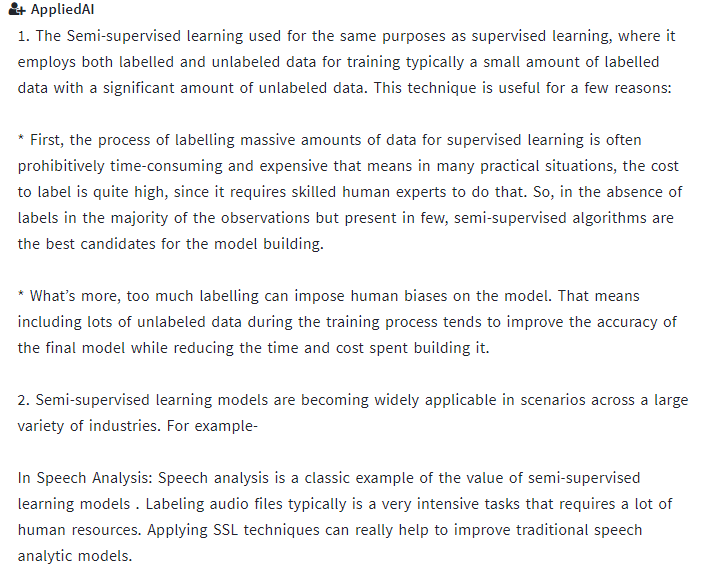 AppliedAI
1. The Semi-supervised learning used for the same purposes as supervised learning, where it
employs both labelled and unlabeled data for training typically a small amount of labelled
data with a significant amount of unlabeled data. This technique is useful for a few reasons:
* First, the process of labelling massive amounts of data for supervised learning is often
prohibitively time-consuming and expensive that means in many practical situations, the cost
to label is quite high, since it requires skilled human experts to do that. So, in the absence of
labels in the majority of the observations but present in few, semi-supervised algorithms are
the best candidates for the model building.
* What’s more, too much labelling can impose human biases on the model. That means
including lots of unlabeled data during the training process tends to improve the accuracy of
the final model while reducing the time and cost spent building it.
2. Semi-supervised learning models are becoming widely applicable in scenarios across a large
variety of industries. For example-
In Speech Analysis: Speech analysis is a classic example of the value of semi-supervised
learning models . Labeling audio files typically is a very intensive tasks that requires a lot of
human resources. Applying SSL techniques can really help to improve traditional speech
analytic models.